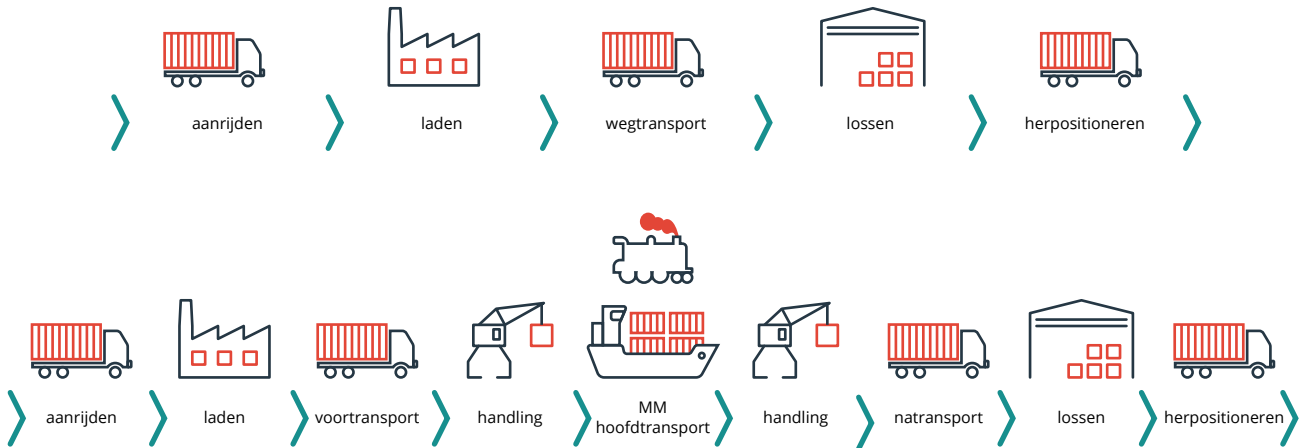 aanrijden
laden
wegtransport
lossen
herpositioneren
aanrijden
laden
voortransport
handling
MM
hoofdtransport
handling
natransport
lossen
herpositioneren